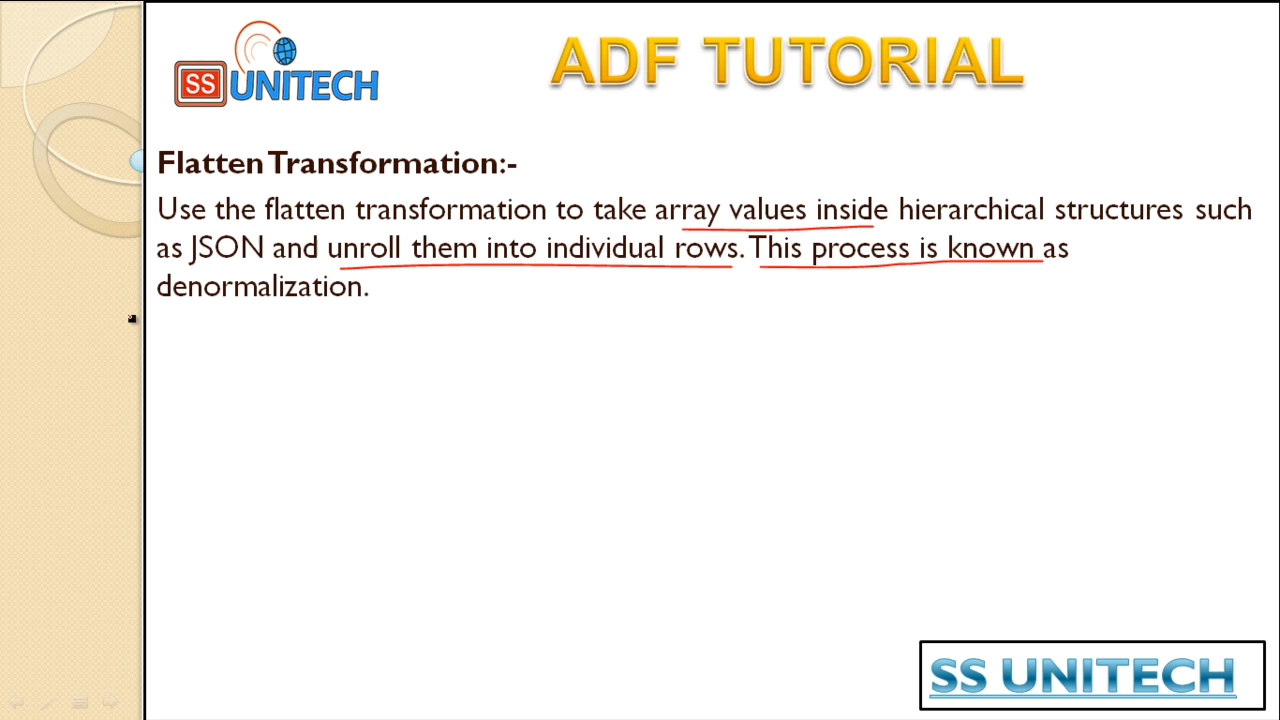 SS UNITECH
ADF TUTORIAL
Flatten Transformation:-
Use the flatten transformation to take array values inside hierarchical structures such
as JSON and unroll them into individual rows. This process is known as
denormalization.
SS UNITECH